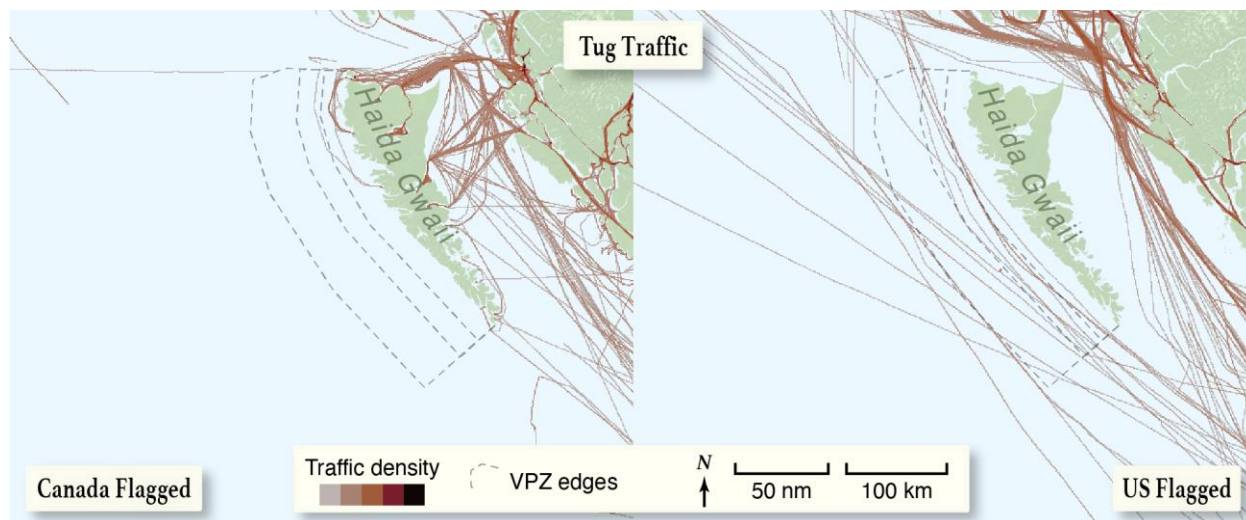 Tug Traffic
Haida Gwaii
Haida Gwaii
Canada Flagged
Traffic density
VPZ edges
N
50 nm
100 km
US Flagged